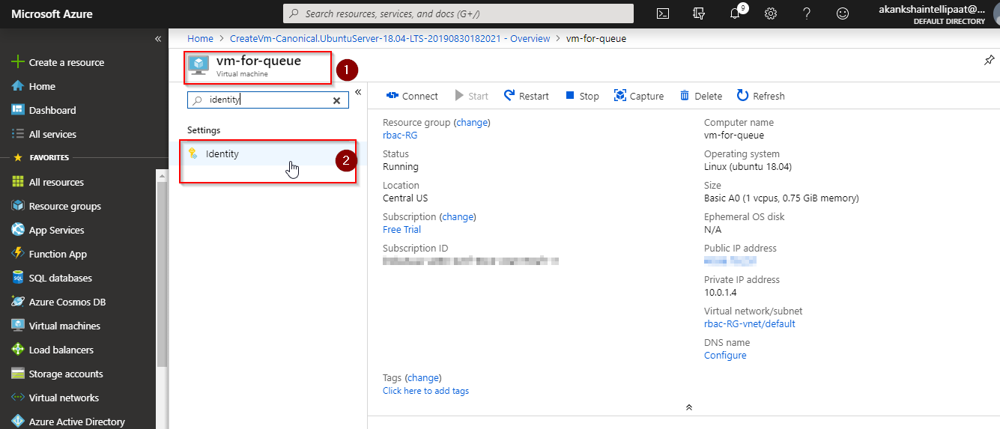 Microsoft Azure
Search resources, services, and docs (G+/)
9
akankshaintellipaat@...
DEFAULT DIRECTORY
«
Create a resource
Home
Dashboard
All services
FAVORITES
All resources
Resource groups
App Services
Function App
SQL databases
Azure Cosmos DB
Virtual machines
Load balancers
Storage accounts
Virtual networks
Azure Active Directory
Home > CreateVm-Canonical.UbuntuServer-18.04-LTS-20190830182021 - Overview > vm-for-queue
vm-for-queue
Virtual machine
1
identity
«
Settings
Identity
2
Connect Start Restart Stop Capture Delete Refresh
Resource group (change)
rbac-RG
Status
Running
Location
Central US
Subscription (change)
Free Trial
Subscription ID
Computer name
vm-for-queue
Operating system
Linux (ubuntu 18.04)
Size
Basic A0 (1 vcpus, 0.75 GiB memory)
Ephemeral OS disk
N/A
Public IP address
Private IP address
10.0.1.4
Virtual network/subnet
rbac-RG-vnet/default
DNS name
Configure
Tags (change)
Click here to add tags